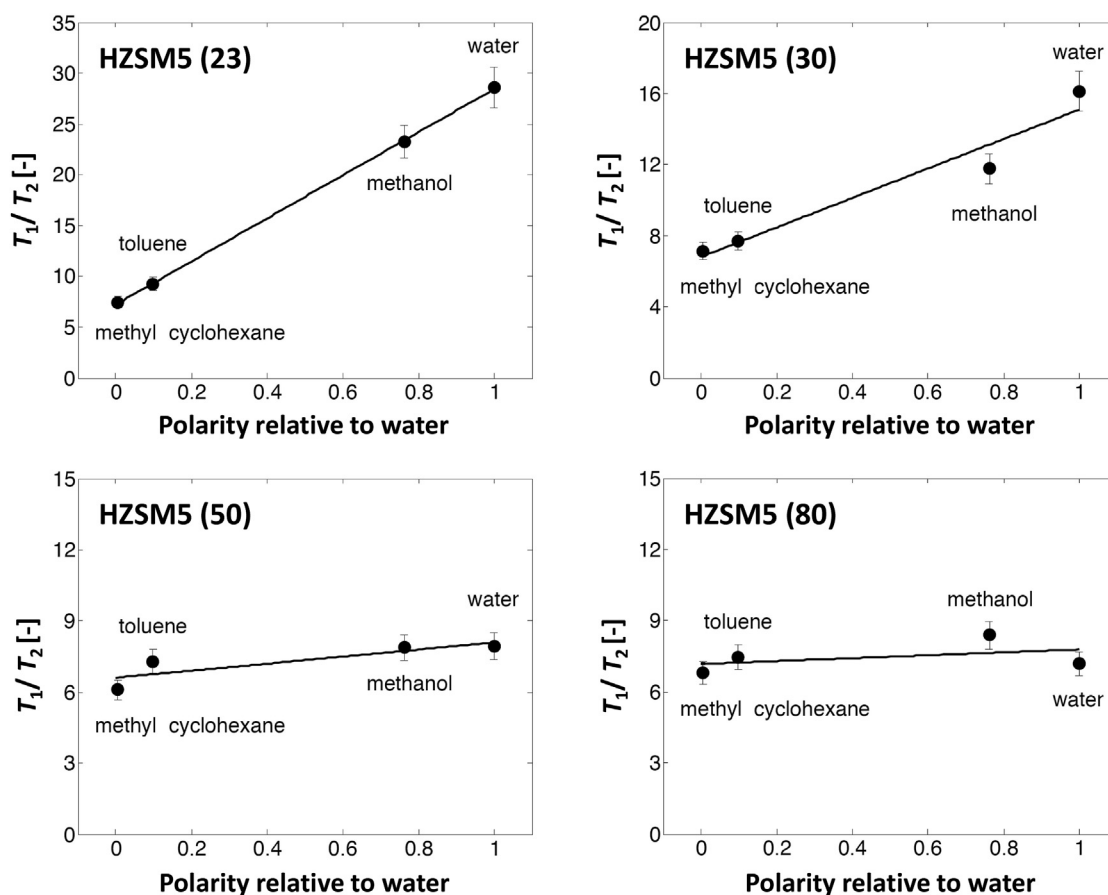 HZSM5 (23)
35
30
25
20
15
10
5
0
T1/ T2 [-]
water
methanol
toluene
methyl cyclohexane
0 0.2 0.4 0.6 0.8 1
Polarity relative to water
HZSM5 (30)
20
16
12
8
4
0
T1/ T2 [-]
water
toluene
methanol
methyl cyclohexane
0 0.2 0.4 0.6 0.8 1
Polarity relative to water
HZSM5 (50)
15
12
9
6
3
0
T1/ T2 [-]
water
toluene
methanol
methyl cyclohexane
0 0.2 0.4 0.6 0.8 1
Polarity relative to water
HZSM5 (80)
15
12
9
6
3
0
T1/ T2 [-]
methanol
toluene
methyl cyclohexane
water
0 0.2 0.4 0.6 0.8 1
Polarity relative to water